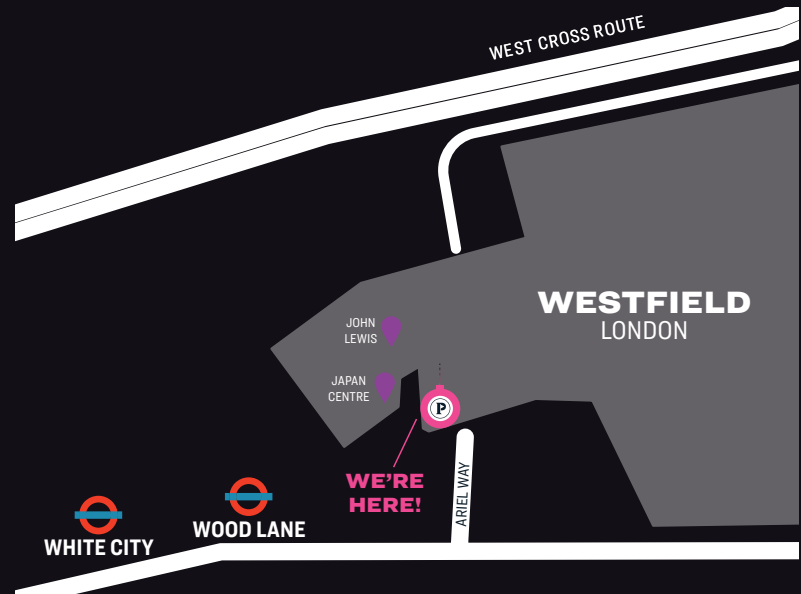 WEST CROSS ROUTE
WESTFIELD
LONDON
JOHN
LEWIS
JAPAN
CENTRE
P
WE'RE
HERE!
ARIEL WAY
WOOD LANE
WHITE CITY